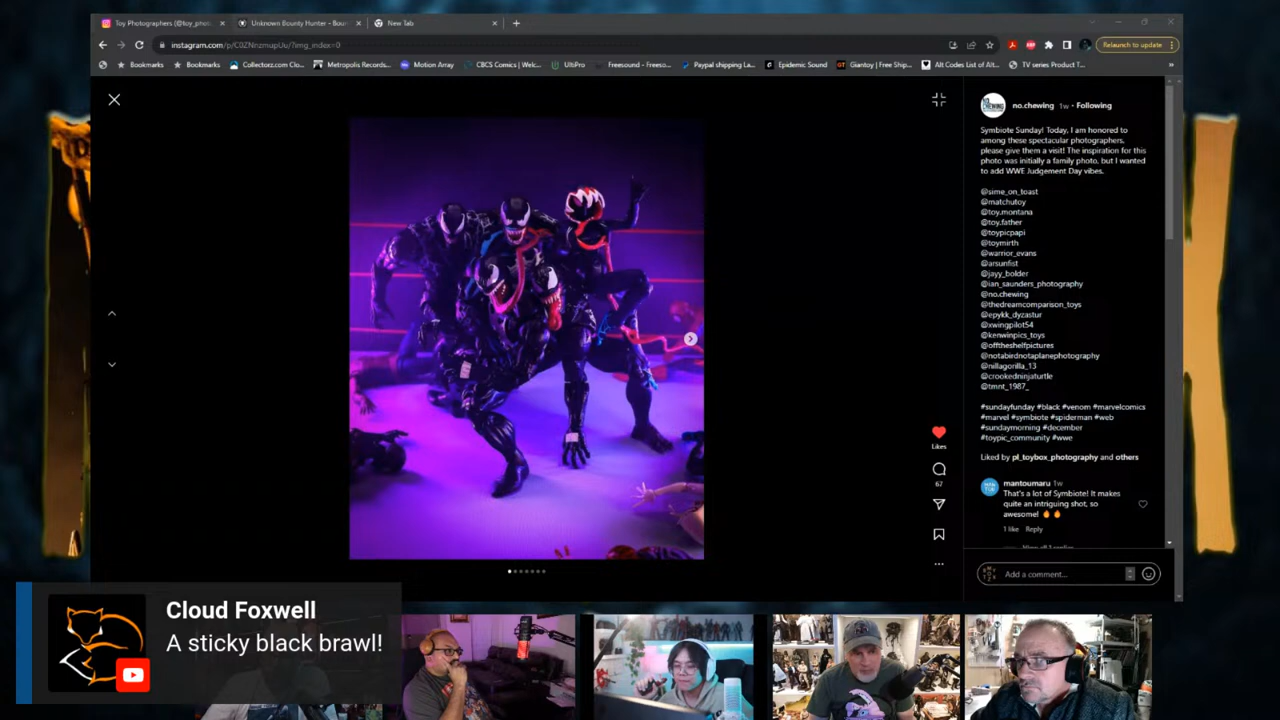 Toy Photographers (@toy_phot
Unknown Bounty Hunter - Boun
New Tab
instagram.com/p/C0ZNnzmupUu/?img_index=0
Relaunch to update
Bookmarks
Bookmarks
Collectorz.com Clo...
Metropolis Records...
Motion Array
CBCS Comics | Welc...
UltiPro
Freesound - Freeso...
Paypal shipping La...
Epidemic Sound
Giantoy | Free Ship...
Alt Codes List of Alt...
TV series Product T...
no.chewing 1w • Following
Symbiote Sunday! Today, I am honored to
among these spectacular photographers,
please give them a visit! The inspiration for this
photo was initially a family photo, but I wanted
to add WWE Judgement Day vibes.
@sime_on_toast
@matchutoy
@toy.montana
@toy.father
@toypicpapi
@toymirth
@warrior_evans
@arsunfist
@jayy_bolder
@ian_saunders_photography
@no.chewing
@thedreamcomparison_toys
@epykk_dyzastur
@xwingpilot54
@kenwinpics_toys
@offtheshelfpictures
@notabirdnotaplanephotography
@nillagorilla_13
@crookedninjaturtle
@tmnt_1987_
#sundayfunday #black #venom #marvelcomics
#marvel #symbiote #spiderman #web
#sundaymorning #december
#toypic_community #wwe
Liked by pl_toybox_photography and others
Likes
67
mantoumaru 1w
That's a lot of Symbiote! It makes
quite an intriguing shot, so
awesome! 🔥🔥
1 like Reply
Add a comment...
Cloud Foxwell
A sticky black brawl!